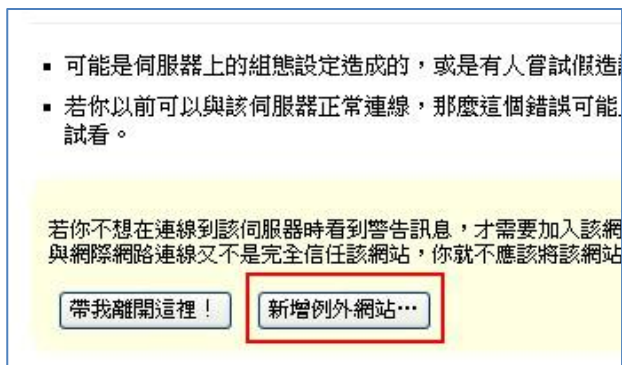 可能是伺服器上的組態設定造成的，或是有人嘗試假造
若你以前可以與該伺服器正常連線，那麼這個錯誤可能
試看。
若你不想在連線到該伺服器時看到警告訊息，才需要加入該網
與網際網路連線又不是完全信任該網站，你就不應該將該網站
帶我離開這裡！ 新增例外網站…